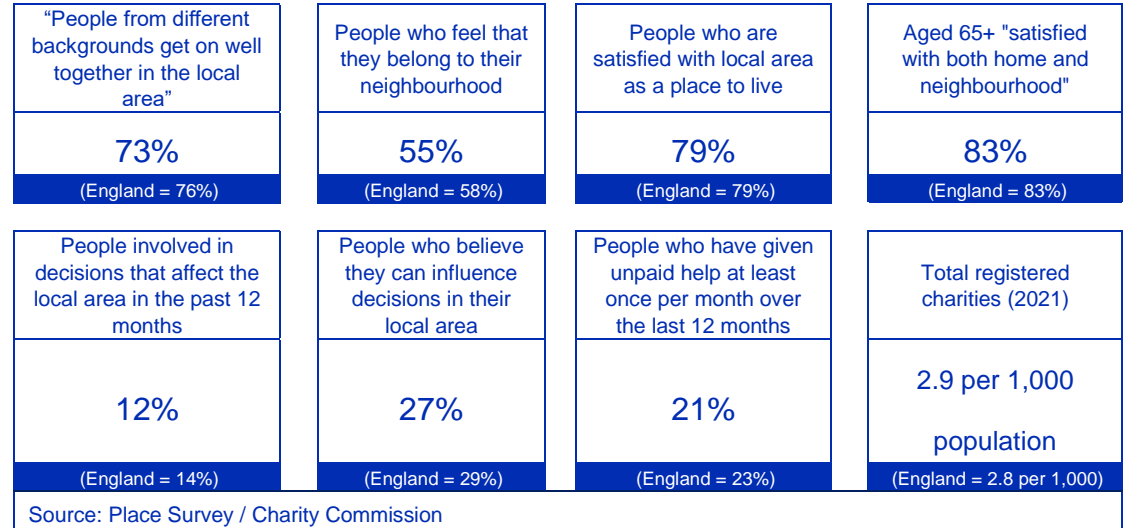 “People from different
backgrounds get on well
together in the local
area”
73%
(England = 76%)
People who feel that
they belong to their
neighbourhood
55%
(England = 58%)
People who are
satisfied with local area
as a place to live
79%
(England = 79%)
Aged 65+ "satisfied
with both home and
neighbourhood"
83%
(England = 83%)
People involved in
decisions that affect the
local area in the past 12
months
12%
(England = 14%)
People who believe
they can influence
decisions in their
local area
27%
(England = 29%)
People who have given
unpaid help at least
once per month over
the last 12 months
21%
(England = 23%)
Total registered
charities (2021)
2.9 per 1,000
population
(England = 2.8 per 1,000)
Source: Place Survey / Charity Commission